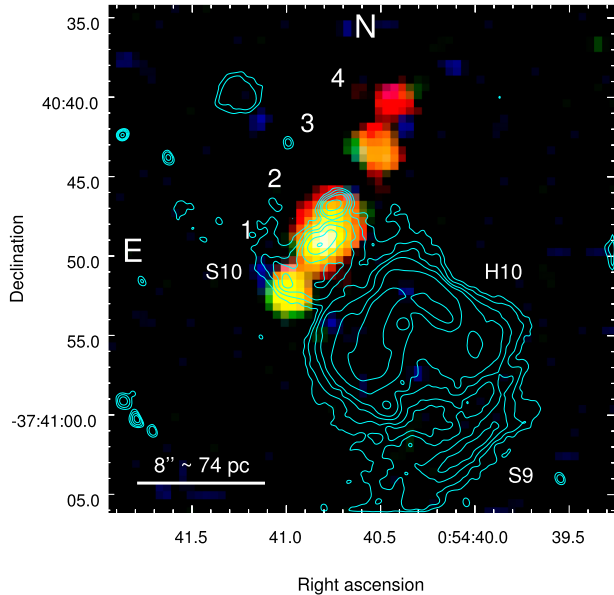 35.0
N
4
40:40.0
3
45.0
2
1
E
50.0
S10
H10
Declination
55.0
-37:41:00.0
8’’ ~ 74 pc
S9
05.0
41.5
41.0
40.5
0:54:40.0
39.5
Right ascension